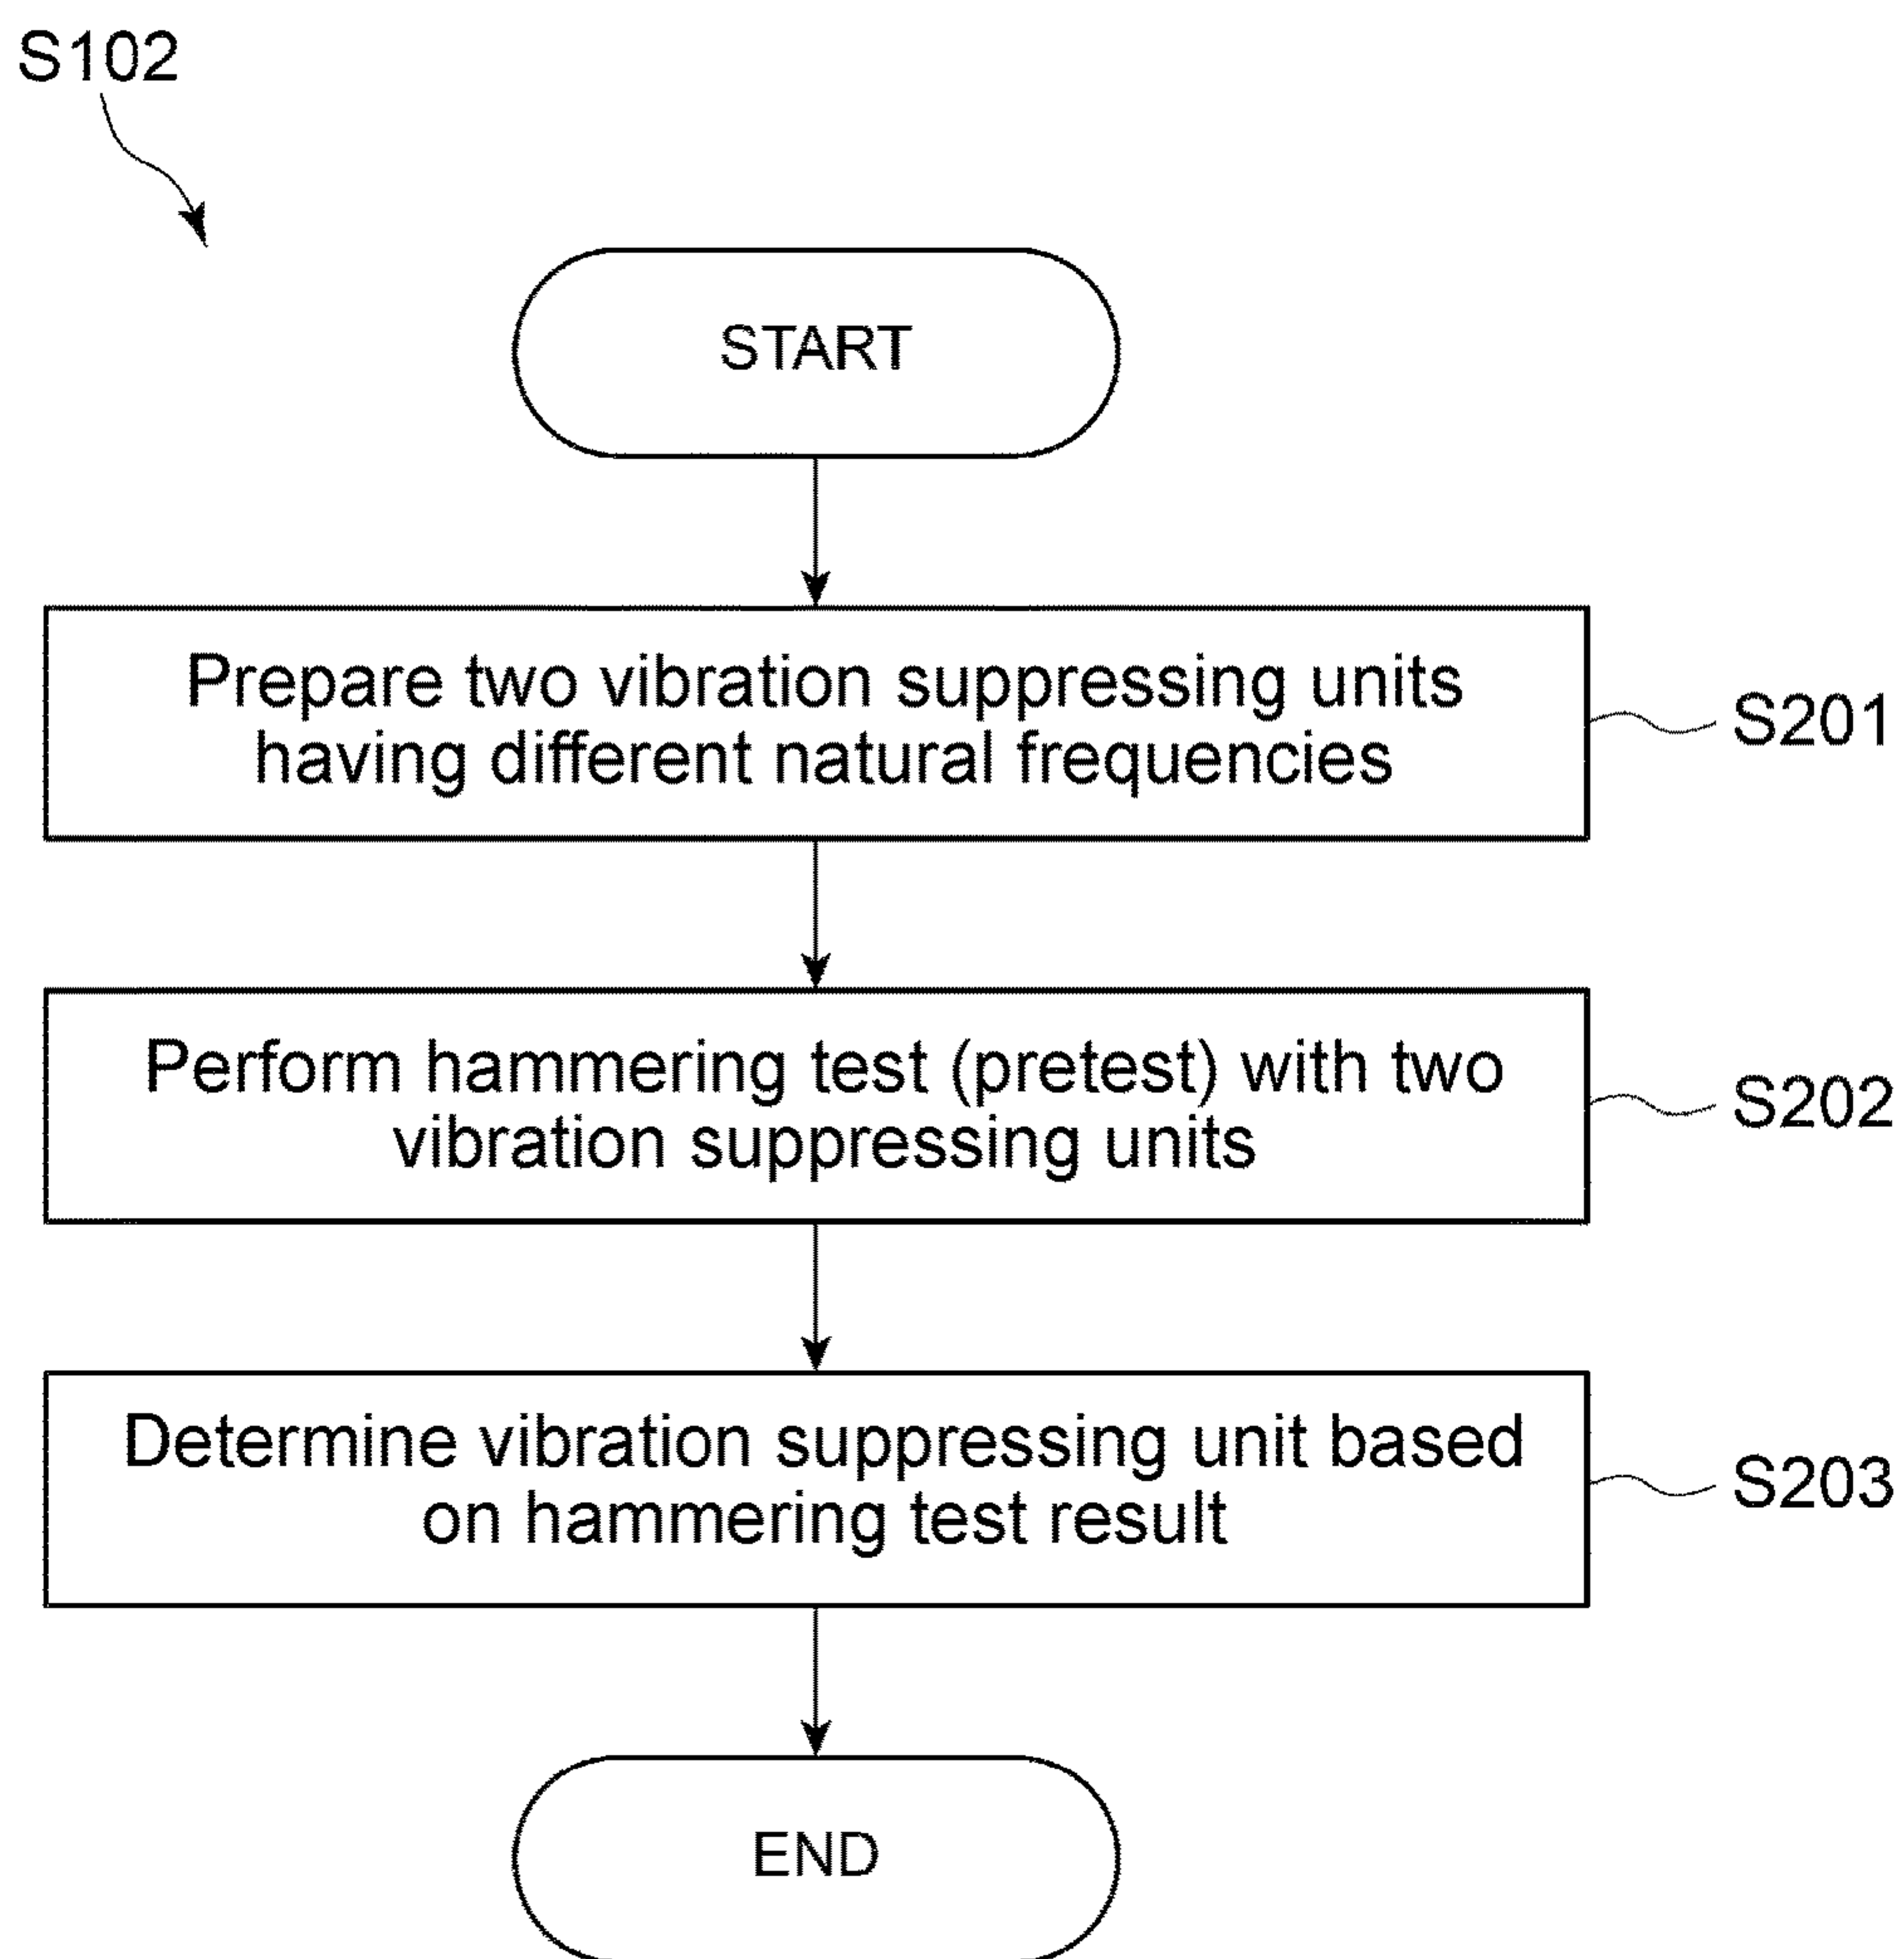 S102
START
Prepare two vibration suppressing units
having different natural frequencies
S201
Perform hammering test (pretest) with two
vibration suppressing units
S202
Determine vibration suppressing unit based
on hammering test result
S203
END